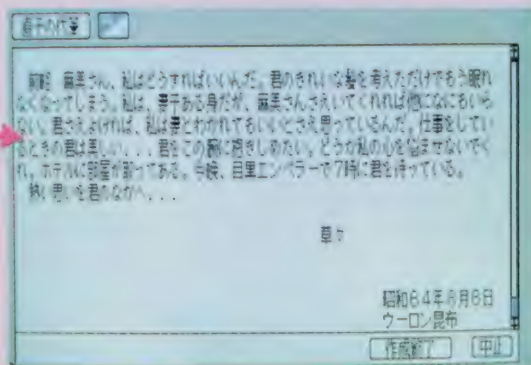 直子の代筆
前略 麻美さん、私はどうすればいいんだ。君のきれいな髪を考えただけでもう眠れ
なくなってしまう。私は、妻子ある身だが、麻美さんさえいてくれれば他になにもいら
ない。君さえよければ、私は妻とわかれてもいいとさえ思っているんだ。仕事をしてい
るときの君は美しい...君をこの腕に抱きしめたい。どうか私の心を悩ませないでく
れ。ホテルに部屋が取ってある。今晩、目黒エンペラーで7時に君を待っている。
熱い思いを君のなかへ...
草々
昭和64年8月8日
ウーロン昆布
作成終了 中止